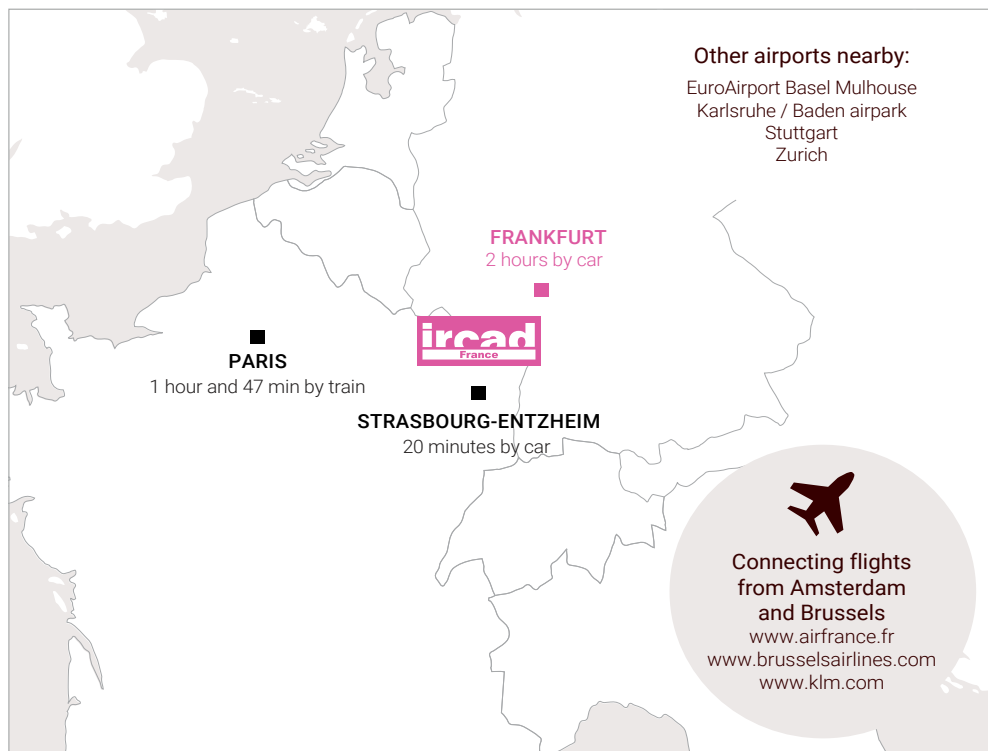 Other airports nearby:
EuroAirport Basel Mulhouse
Karlsruhe / Baden airpark
Stuttgart
Zurich
FRANKFURT
2 hours by car
ircad
France
PARIS
1 hour and 47 min by train
STRASBOURG-ENTZHEIM
20 minutes by car
Connecting flights
from Amsterdam
and Brussels
www.airfrance.fr
www.brusselsairlines.com
www.klm.com